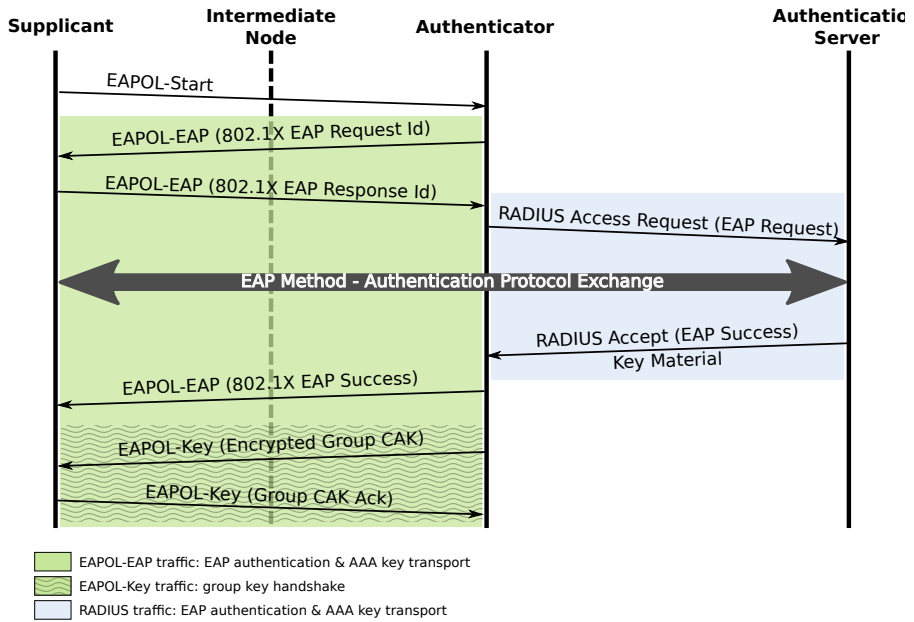 Supplicant
Intermediate
Node
Authenticator
Authenticatio
Server
EAPOL-Start
EAPOL-EAP (802.1X EAP Request Id)
EAPOL-EAP (802.1X EAP Response Id)
RADIUS Access Request (EAP Request)
EAP Method - Authentication Protocol Exchange
RADIUS Accept (EAP Success)
Key Material
EAPOL-EAP (802.1X EAP Success)
EAPOL-Key (Encrypted Group CAK)
EAPOL-Key (Group CAK Ack)
EAPOL-EAP traffic: EAP authentication & AAA key transport
EAPOL-Key traffic: group key handshake
RADIUS traffic: EAP authentication & AAA key transport